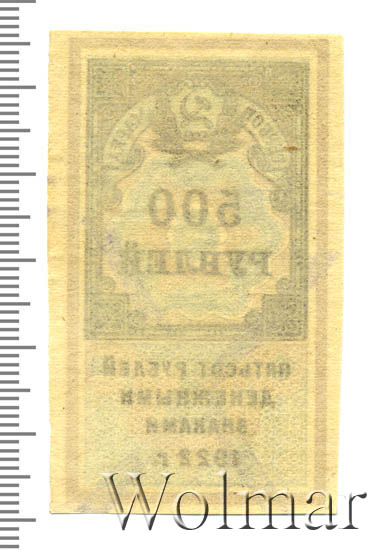 500
РУБЛЕЙ
ПЯТЬСОТ РУБЛЕЙ
ДЕНЕЖНЫМИ
ЗНАКАМИ
1922 г.
Wolmar